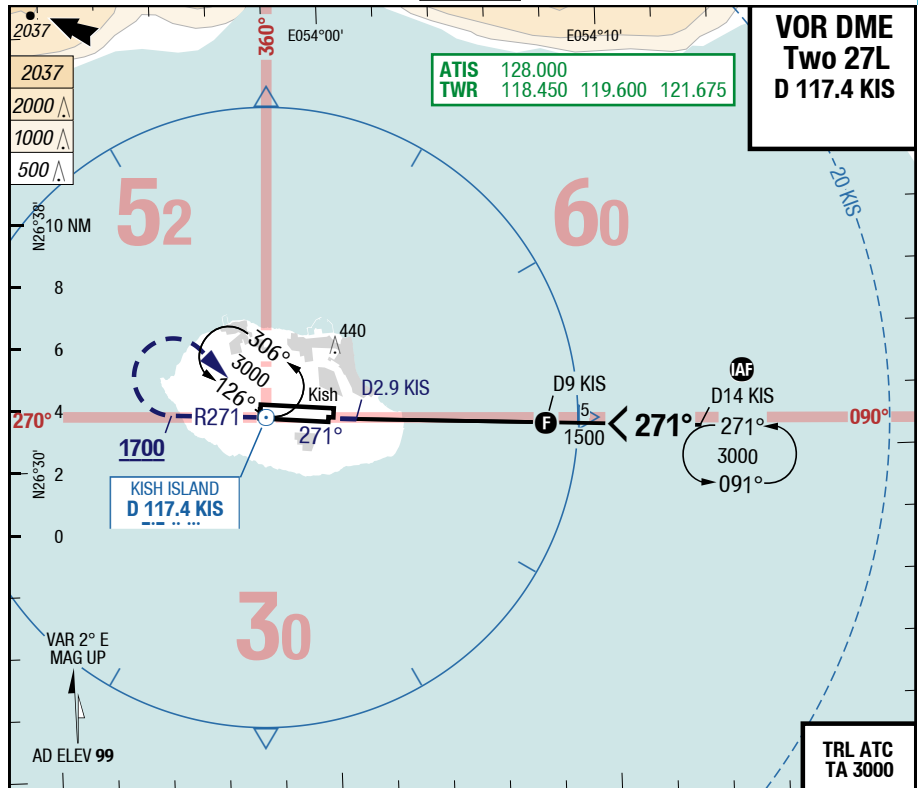 2037
2037
2000
1000
500
360°
E054°00'
E054°10'
ATIS 128.000
TWR 118.450 119.600 121.675
VOR DME
Two 27L
D 117.4 KIS
20 KIS
N26°38'
10 NM
8
6
4
2
0
N26°30'
52
60
30
306°
3000
126°
440
Kish
D2.9 KIS
D9 KIS
IAF
D14 KIS
270°
R271
271°
F
5
1500
271°
271°
3000
091°
090°
1700
KISH ISLAND
D 117.4 KIS
VAR 2° E
MAG UP
AD ELEV 99
TRL ATC
TA 3000